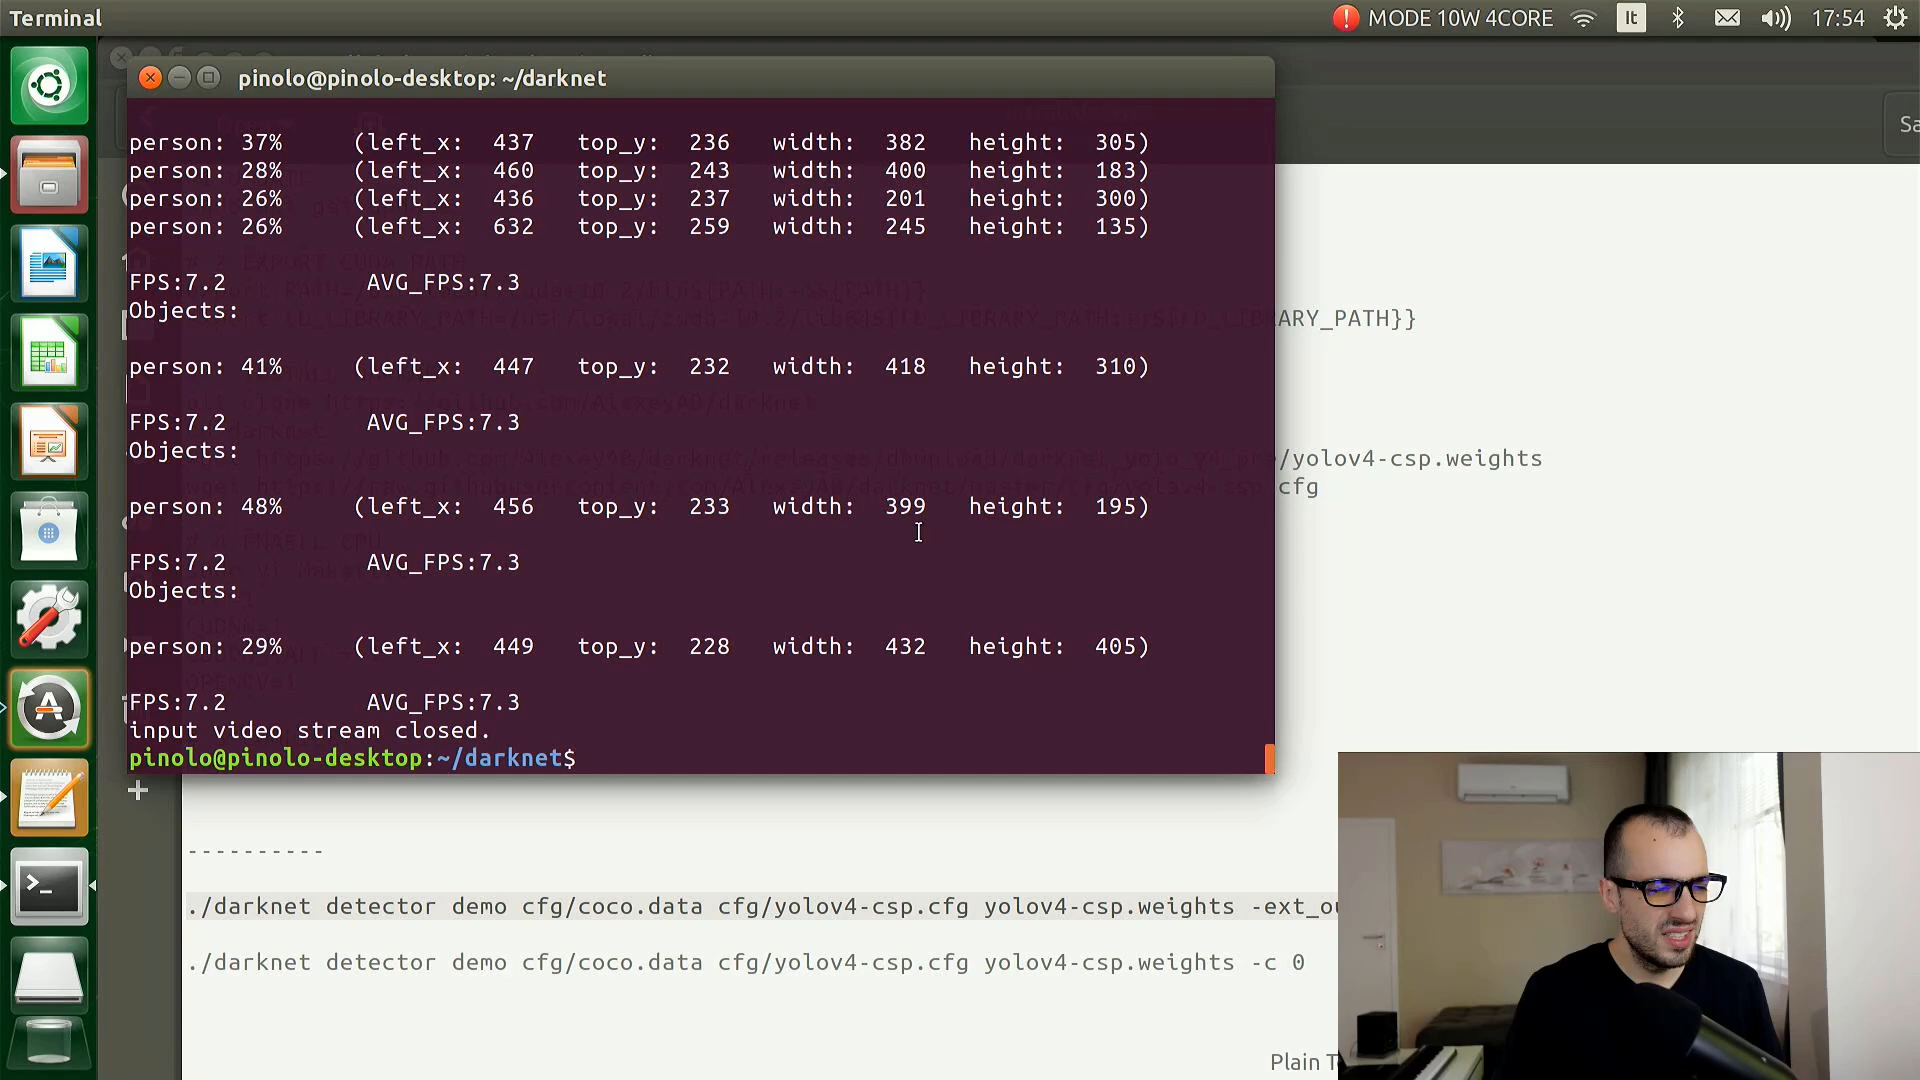 Terminal
MODE 10W 4CORE
It
17:54
pinolo@pinolo-desktop: ~/darknet
Sa
person: 37% (left_x: 437 top_y: 236 width: 382 height: 305)
person: 28% (left_x: 460 top_y: 243 width: 400 height: 183)
person: 26% (left_x: 436 top_y: 237 width: 201 height: 300)
person: 26% (left_x: 632 top_y: 259 width: 245 height: 135)
FPS:7.2 AVG_FPS:7.3
Objects:
BRARY_PATH}}
person: 41% (left_x: 447 top_y: 232 width: 418 height: 310)
FPS:7.2 AVG_FPS:7.3
Objects:
/yolov4-csp.weights
cfg
person: 48% (left_x: 456 top_y: 233 width: 399 height: 195)
FPS:7.2 AVG_FPS:7.3
Objects:
person: 29% (left_x: 449 top_y: 228 width: 432 height: 405)
FPS:7.2 AVG_FPS:7.3
input video stream closed.
pinolo@pinolo-desktop:~/darknet$
----------
./darknet detector demo cfg/coco.data cfg/yolov4-csp.cfg yolov4-csp.weights -ext_ou
./darknet detector demo cfg/coco.data cfg/yolov4-csp.cfg yolov4-csp.weights -c 0
Plain T